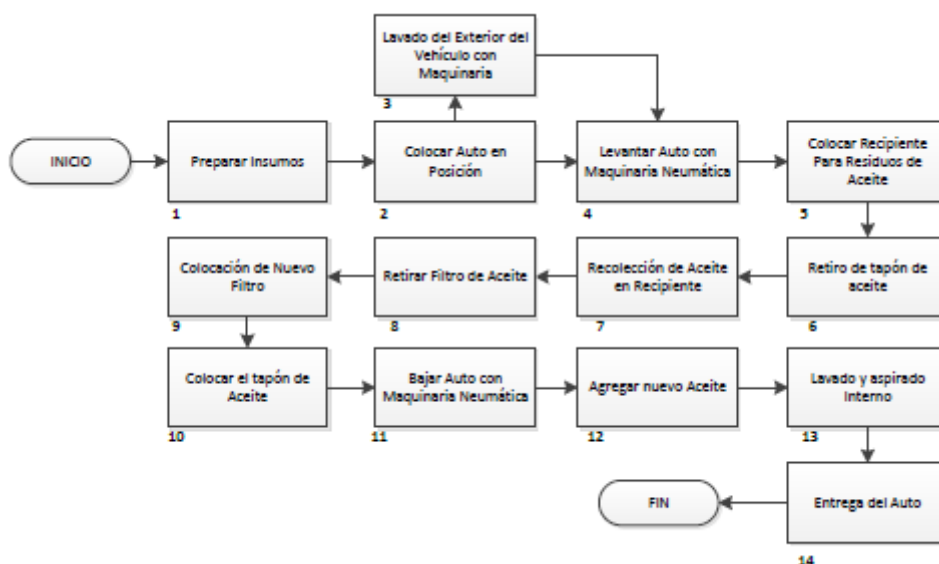 Lavado del Exterior del
Vehículo con
Maquinaria
3
INICIO
Preparar Insumos
1
Colocar Auto en
Posición
2
Levantar Auto con
Maquinaria Neumática
4
Colocar Recipiente
Para Residuos de
Aceite
5
Colocación de Nuevo
Filtro
9
Retirar Filtro de Aceite
8
Recolección de Aceite
en Recipiente
7
Retiro de tapón de
aceite
6
Colocar el tapón de
Aceite
10
Bajar Auto con
Maquinaria Neumática
11
Agregar nuevo Aceite
12
Lavado y aspirado
Interno
13
FIN
Entrega del Auto
14